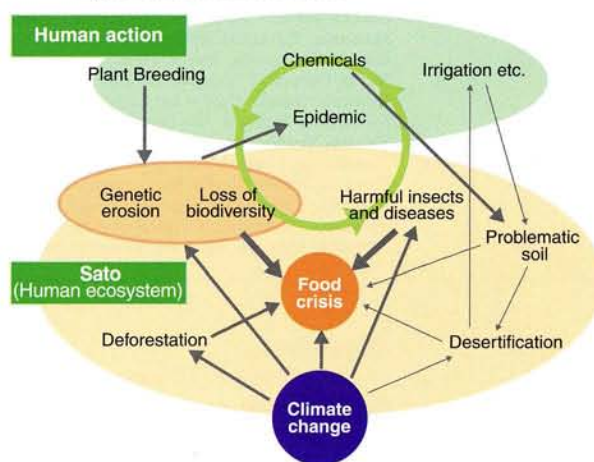 Human action
Chemicals
Plant Breeding
Irrigation etc.
Epidemic
Genetic
erosion
Loss of
biodiversity
Harmful insects
and diseases
Problematic
soil
Sato
(Human ecosystem)
Food
crisis
Deforestation
Desertification
Climate
change